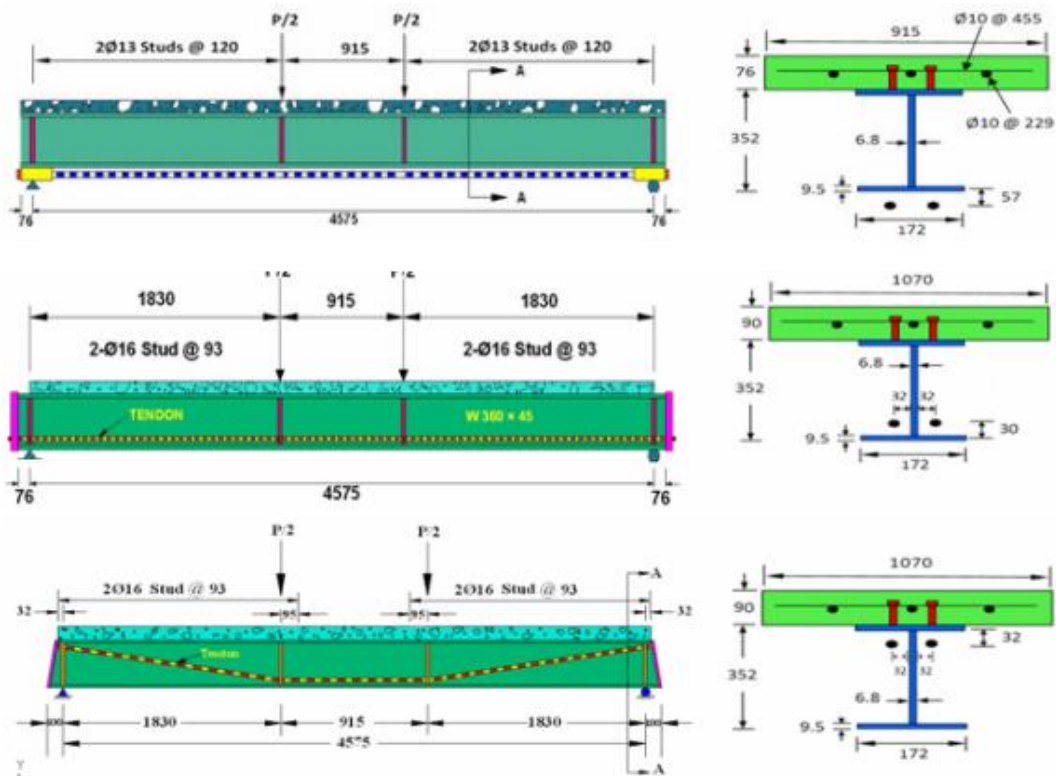 P/2 P/2
2Ø13 Studs @ 120 915 2Ø13 Studs @ 120
A
A
76 4575 76
915 Ø10 @ 455
76
352 Ø10 @ 229
6.8
9.5 57
172
P/2 P/2
1830 915 1830
2-Ø16 Stud @ 93 2-Ø16 Stud @ 93
TENDON W 360 × 45
76 4575 76
1070
90
352 6.8
32 32
9.5 30
172
P/2 P/2
2Ø16 Stud @ 93 2Ø16 Stud @ 93 A
32 95 95 32
Tendon
1830 915 1830
4575
A
1070
90
32
32 32
352
6.8
9.5
172